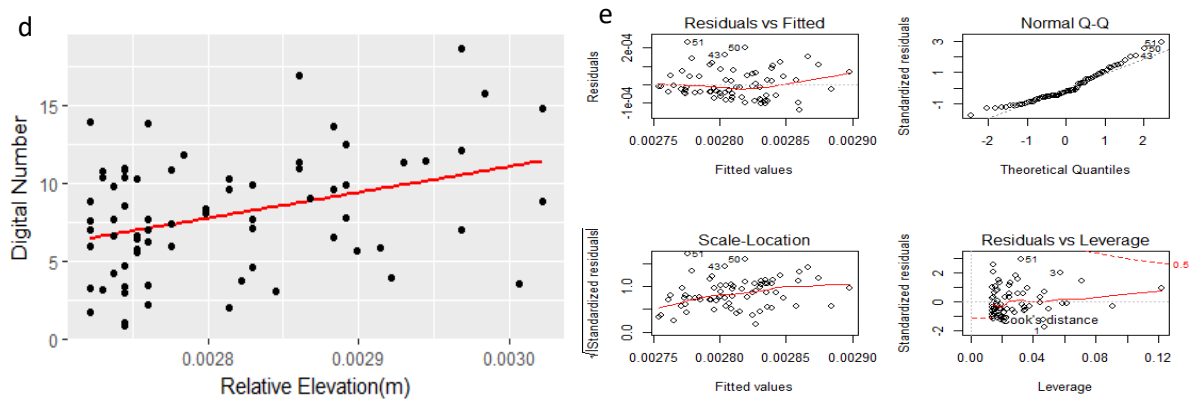 d
Digital Number
15
10
5
0
0.0028
0.0029
0.0030
Relative Elevation(m)
e
Residuals vs Fitted
Residuals
2e-04
-1e-04
51
43
50
0.00275
0.00280
0.00285
0.00290
Fitted values
Normal Q-Q
Standardized residuals
3
1
-1
51
50
43
-2
-1
0
1
2
Theoretical Quantiles
Scale-Location
√|Standardized residuals
1.0
0.0
51
43
50
0.00275
0.00280
0.00285
0.00290
Fitted values
Residuals vs Leverage
Standardized residuals
2
0
-2
51
3
1
0.5
Cook's distance
0.00
0.04
0.08
0.12
Leverage